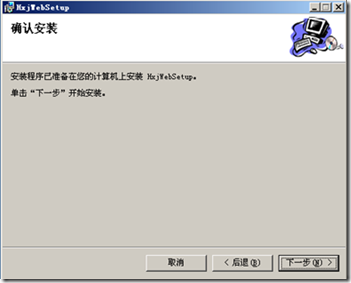 HxjWebSetup
确认安装
安装程序已准备在您的计算机上安装 HxjWebSetup。
单击“下一步”开始安装。
取消
< 后退(B)
下一步(N) >